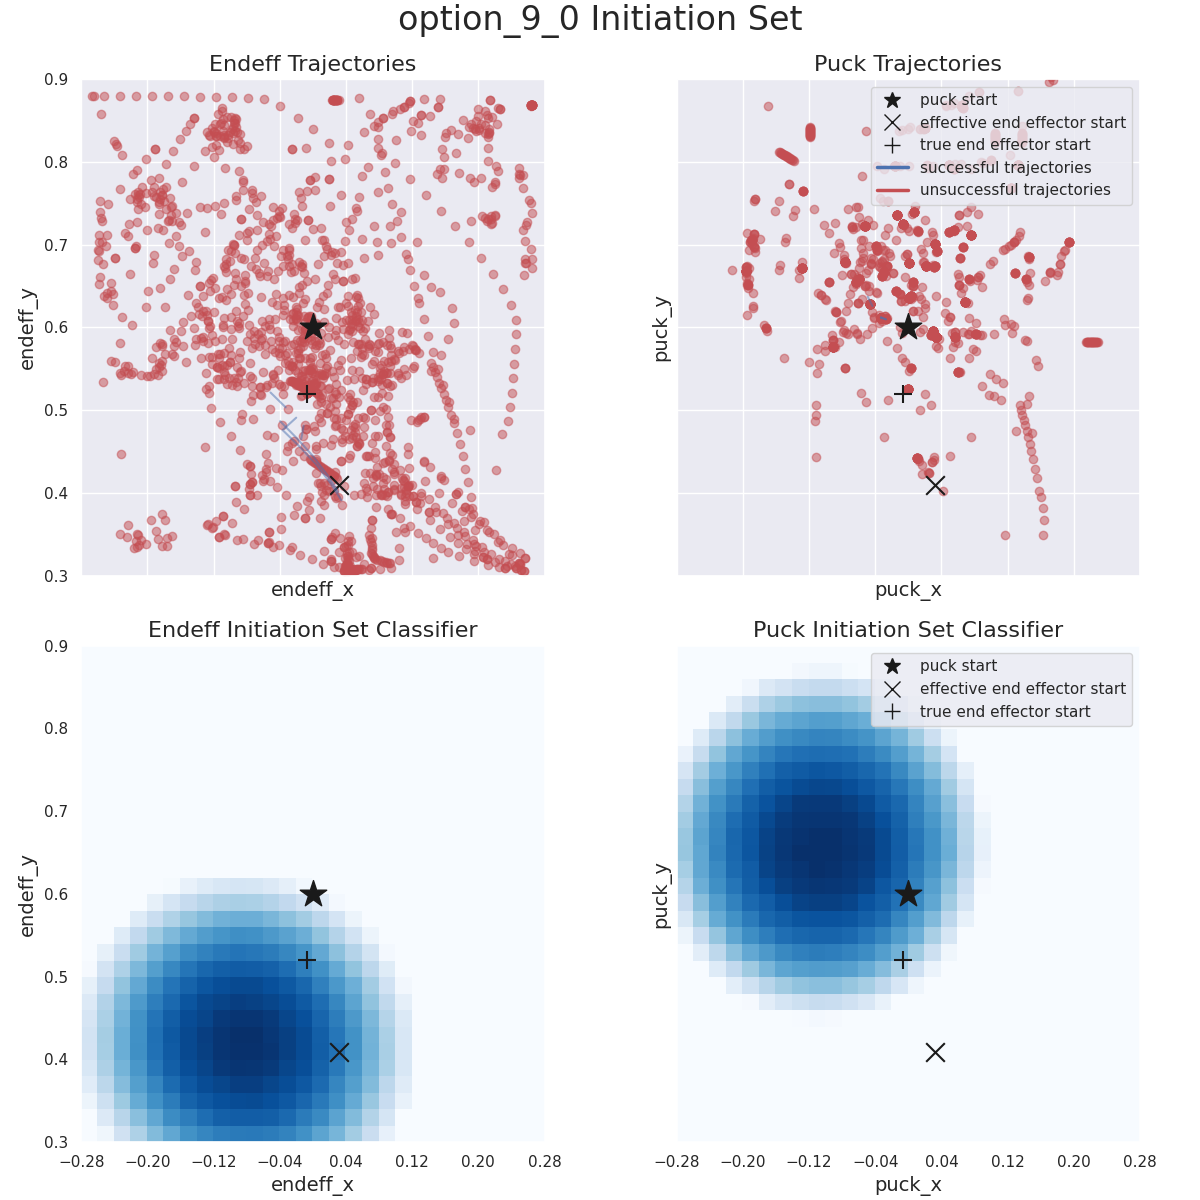 option_9_0 Initiation Set
Endeff Trajectories
0.9
0.8
0.7
0.6
0.5
0.4
0.3
endeff_y
endeff_x
Puck Trajectories
puck start
effective end effector start
true end effector start
successful trajectories
unsuccessful trajectories
puck_y
puck_x
Endeff Initiation Set Classifier
0.9
0.8
0.7
0.6
0.5
0.4
0.3
endeff_y
−0.28 −0.20 −0.12 −0.04 0.04 0.12 0.20 0.28
endeff_x
Puck Initiation Set Classifier
puck start
effective end effector start
true end effector start
puck_y
−0.28 −0.20 −0.12 −0.04 0.04 0.12 0.20 0.28
puck_x